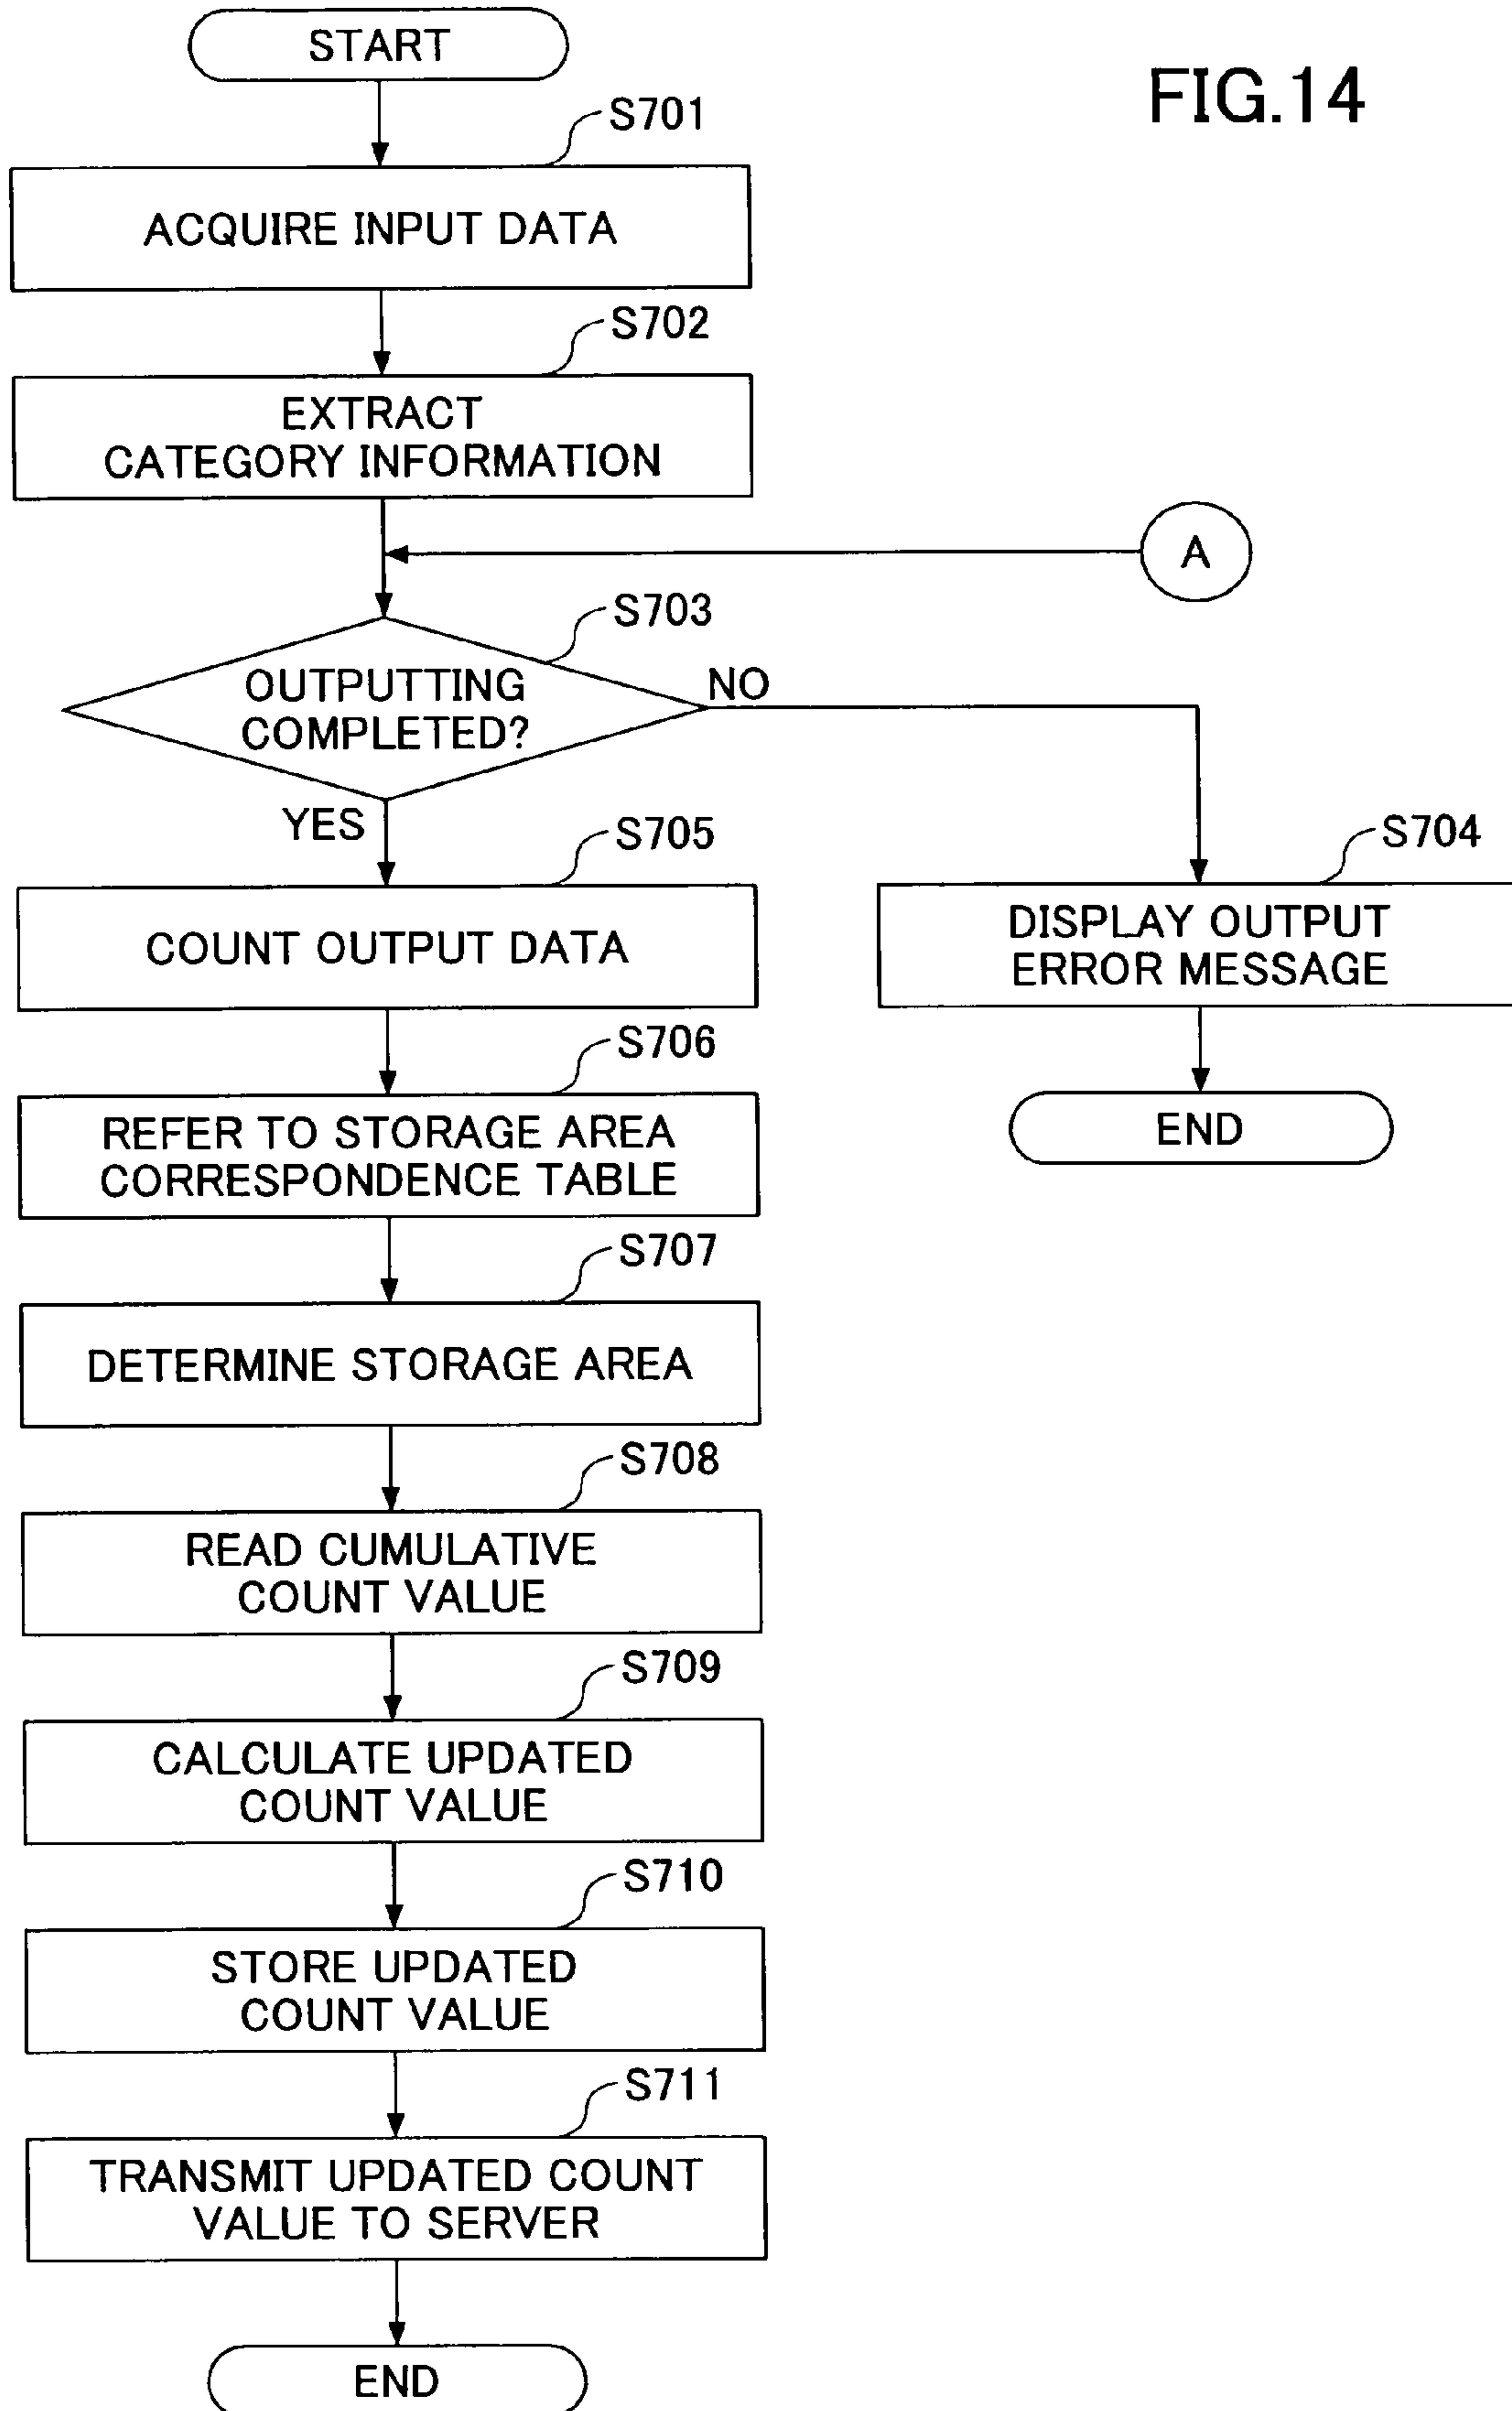 FIG.14
START
S701
ACQUIRE INPUT DATA
S702
EXTRACT
CATEGORY INFORMATION
A
S703
OUTPUTTING
COMPLETED?
NO
YES
S704
DISPLAY OUTPUT
ERROR MESSAGE
END
S705
COUNT OUTPUT DATA
S706
REFER TO STORAGE AREA
CORRESPONDENCE TABLE
S707
DETERMINE STORAGE AREA
S708
READ CUMULATIVE
COUNT VALUE
S709
CALCULATE UPDATED
COUNT VALUE
S710
STORE UPDATED
COUNT VALUE
S711
TRANSMIT UPDATED COUNT
VALUE TO SERVER
END